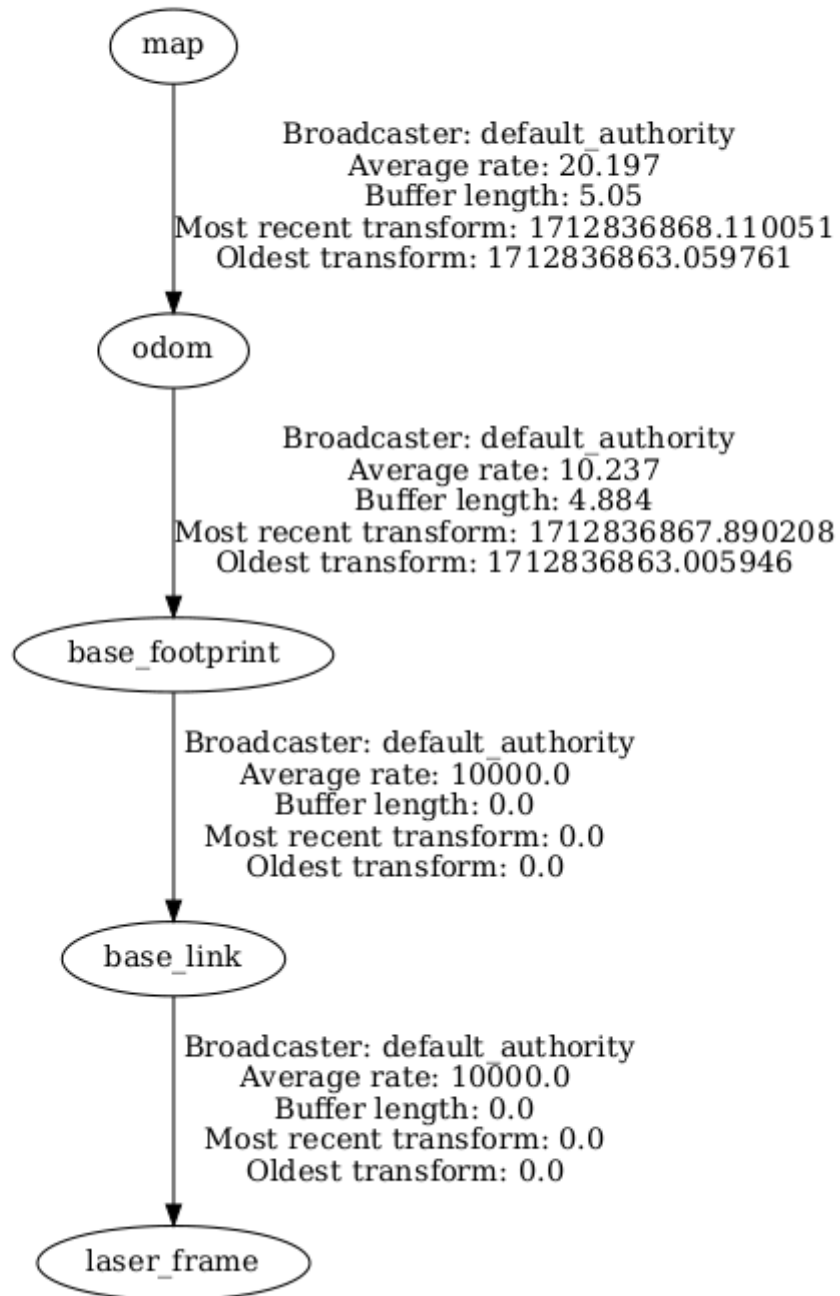 map
Broadcaster: default_authority
Average rate: 20.197
Buffer length: 5.05
Most recent transform: 1712836868.110051
Oldest transform: 1712836863.059761
odom
Broadcaster: default_authority
Average rate: 10.237
Buffer length: 4.884
Most recent transform: 1712836867.890208
Oldest transform: 1712836863.005946
base_footprint
Broadcaster: default_authority
Average rate: 10000.0
Buffer length: 0.0
Most recent transform: 0.0
Oldest transform: 0.0
base_link
Broadcaster: default_authority
Average rate: 10000.0
Buffer length: 0.0
Most recent transform: 0.0
Oldest transform: 0.0
laser_frame